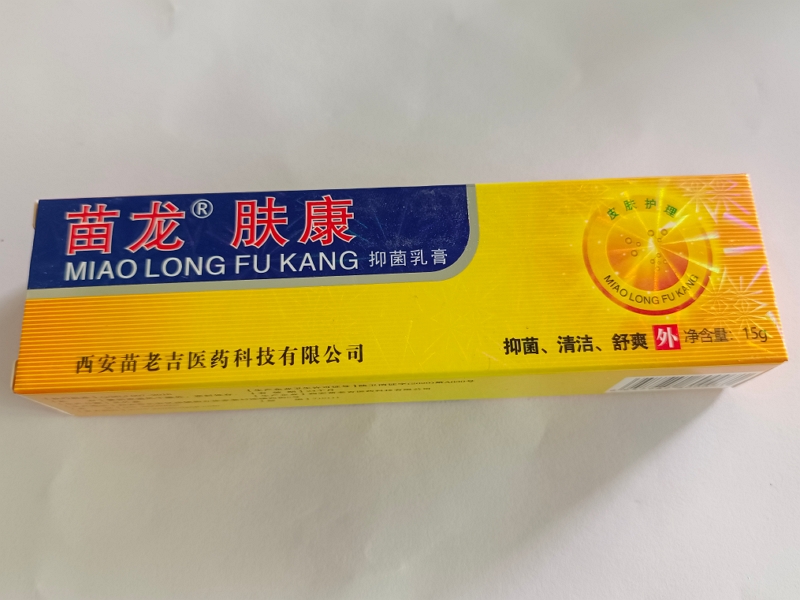 苗龙® 肤康
MIAO LONG FU KANG 抑菌乳膏
皮肤护理
MIAO LONG FU KANG
抑菌、清洁、舒爽 外 净含量：15g
西安苗老吉医药科技有限公司